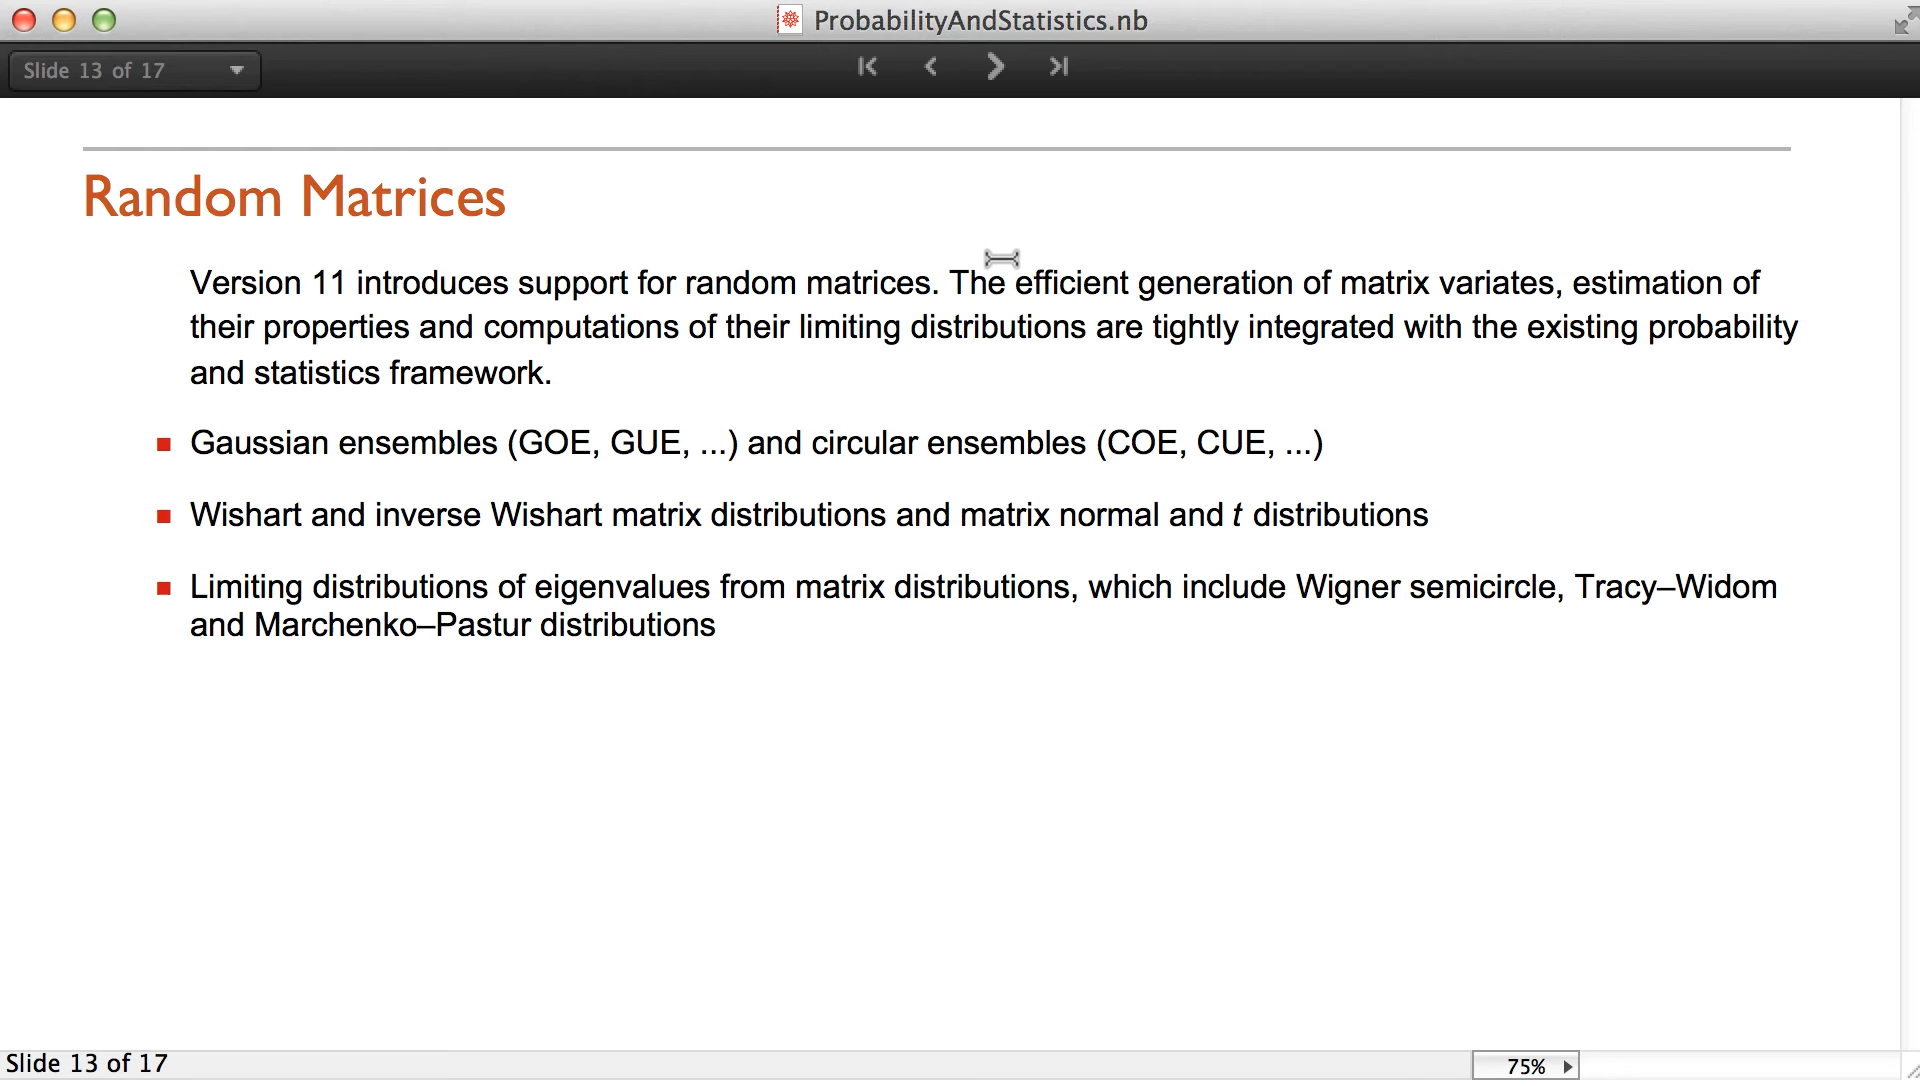 ProbabilityAndStatistics.nb
Slide 13 of 17
Random Matrices
Version 11 introduces support for random matrices. The efficient generation of matrix variates, estimation of
their properties and computations of their limiting distributions are tightly integrated with the existing probability
and statistics framework.
Gaussian ensembles (GOE, GUE, ...) and circular ensembles (COE, CUE, ...)
Wishart and inverse Wishart matrix distributions and matrix normal and t distributions
Limiting distributions of eigenvalues from matrix distributions, which include Wigner semicircle, Tracy–Widom
and Marchenko–Pastur distributions
Slide 13 of 17
75%